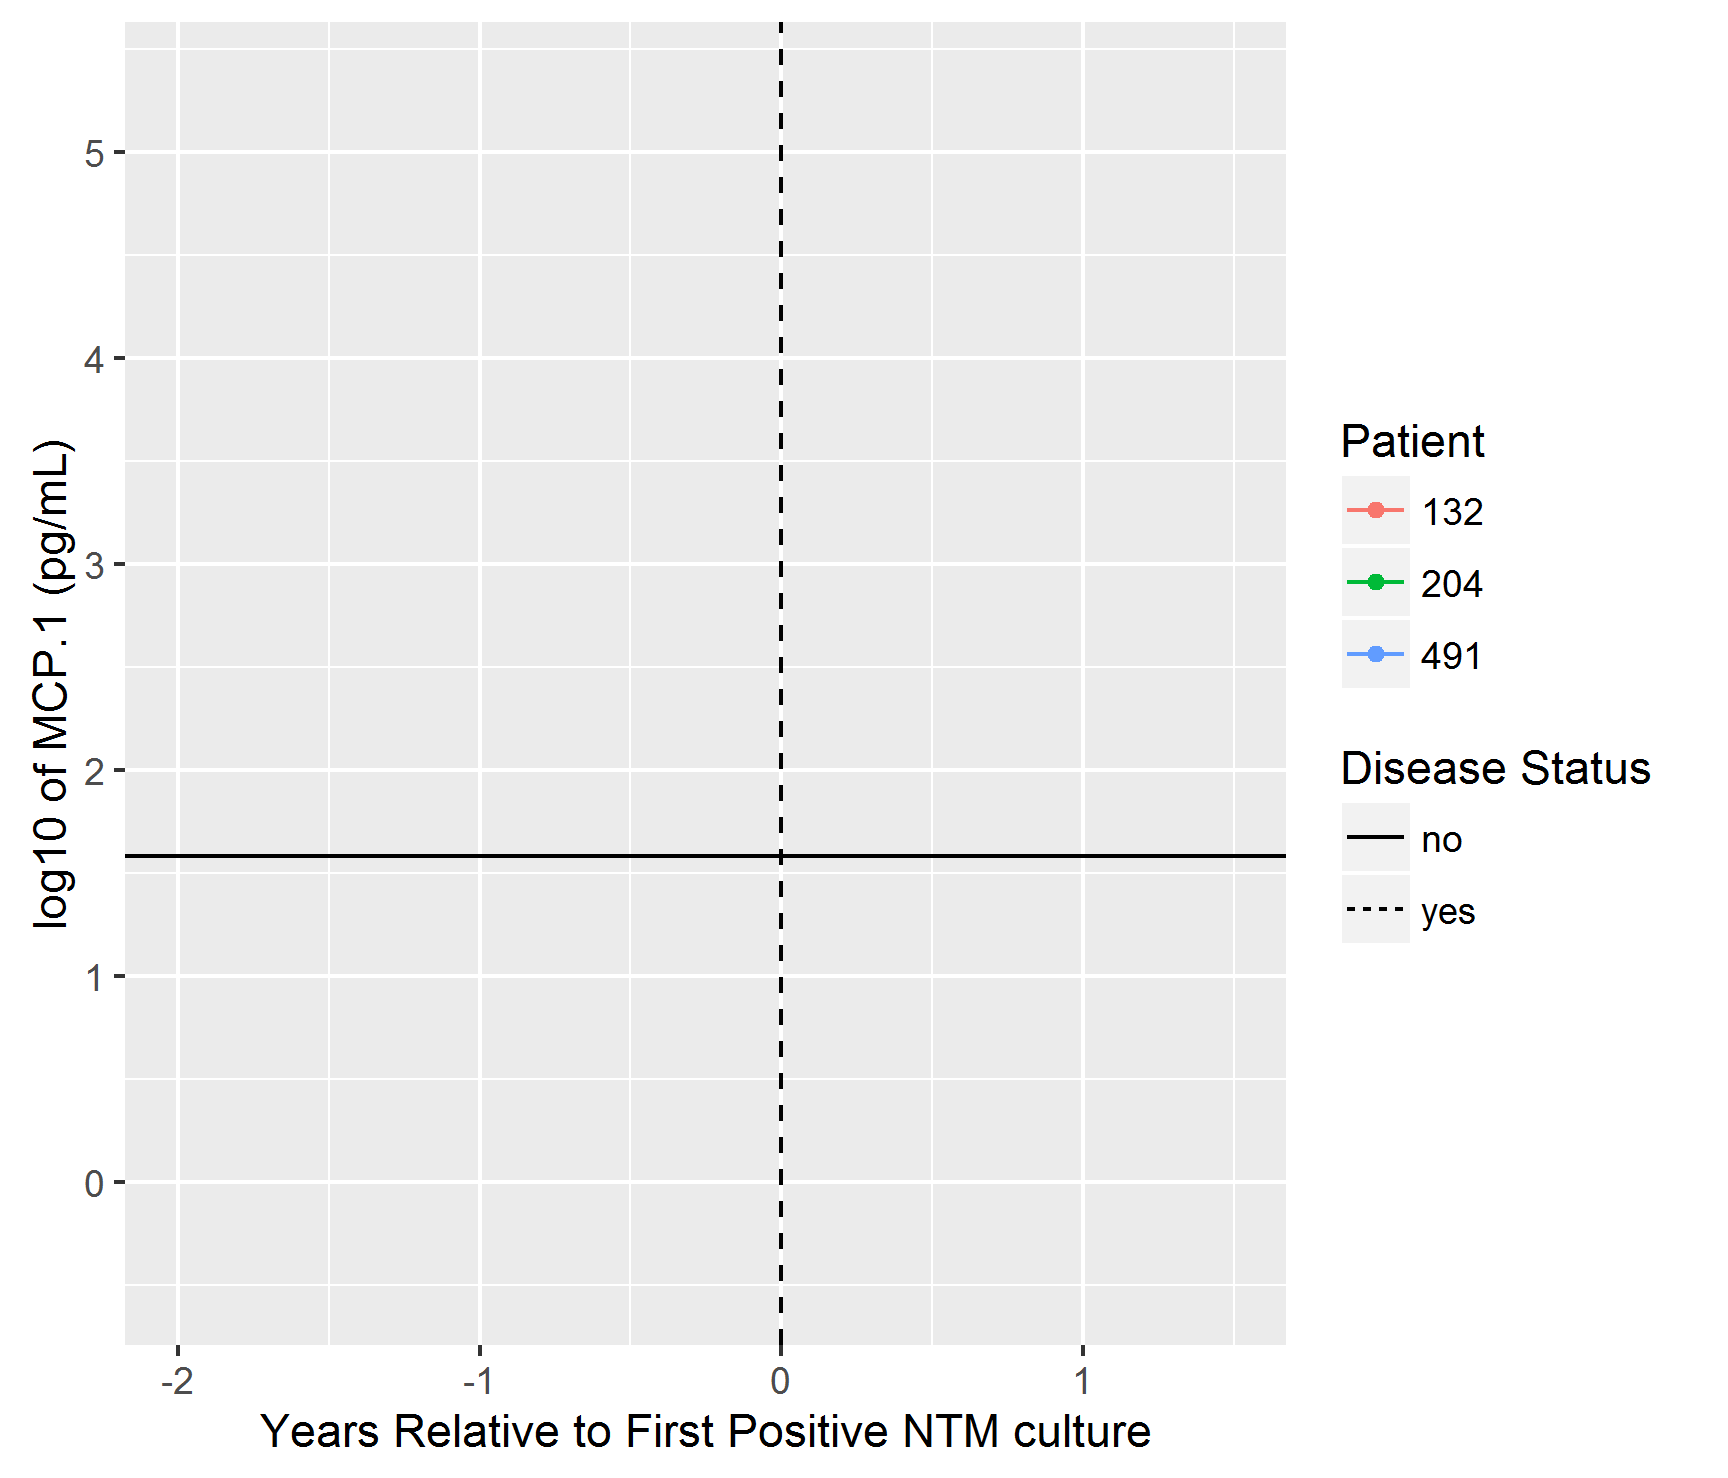 log10 of MCP.1 (pg/mL)
5
4
3
2
1
0
-2 -1 0 1
Years Relative to First Positive NTM culture
Patient
132
204
491
Disease Status
no
yes